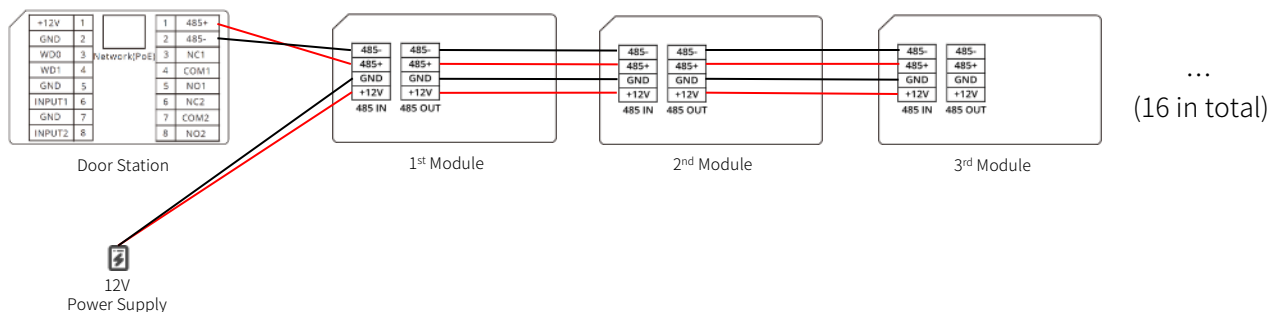 +12V 1
GND 2
WD0 3
WD1 4
GND 5
INPUT1 6
GND 7
INPUT2 8
Network(PoE)
1 485+
2 485-
3 NC1
4 COM1
5 NO1
6 NC2
7 COM2
8 NO2
Door Station
485- 485-
485+ 485+
GND GND
+12V +12V
485 IN 485 OUT
1st Module
485- 485-
485+ 485+
GND GND
+12V +12V
485 IN 485 OUT
2nd Module
485- 485-
485+ 485+
GND GND
+12V +12V
485 IN 485 OUT
3rd Module
...
(16 in total)
12V
Power Supply